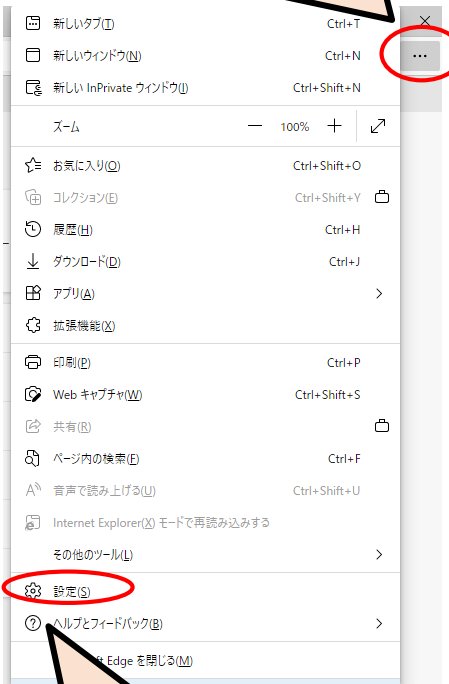 新しいタブ(T) Ctrl+T
新しいウィンドウ(N) Ctrl+N
新しい InPrivate ウィンドウ(I) Ctrl+Shift+N
ズーム 100%
お気に入り(O) Ctrl+Shift+O
コレクション(E) Ctrl+Shift+Y
履歴(H) Ctrl+H
ダウンロード(D) Ctrl+J
アプリ(A)
拡張機能(X)
印刷(P) Ctrl+P
Web キャプチャ(W) Ctrl+Shift+S
共有(R)
ページ内の検索(F) Ctrl+F
音声で読み上げる(U) Ctrl+Shift+U
Internet Explorer(X) モードで再読み込みする
その他のツール(L)
設定(S)
ヘルプとフィードバック(B)
Edge を閉じる(M)